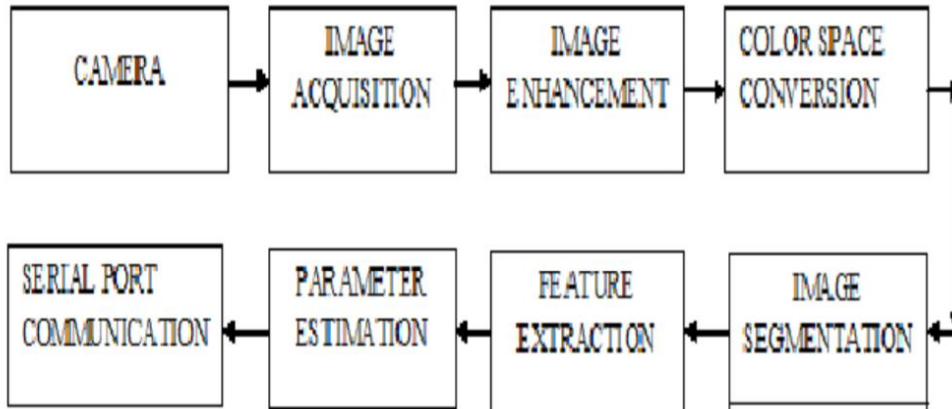 CAMERA
IMAGE
ACQUISITION
IMAGE
ENHANCEMENT
COLOR SPACE
CONVERSION
SERIAL PORT
COMMUNICATION
PARAMETER
ESTIMATION
FEATURE
EXTRACTION
IMAGE
SEGMENTATION